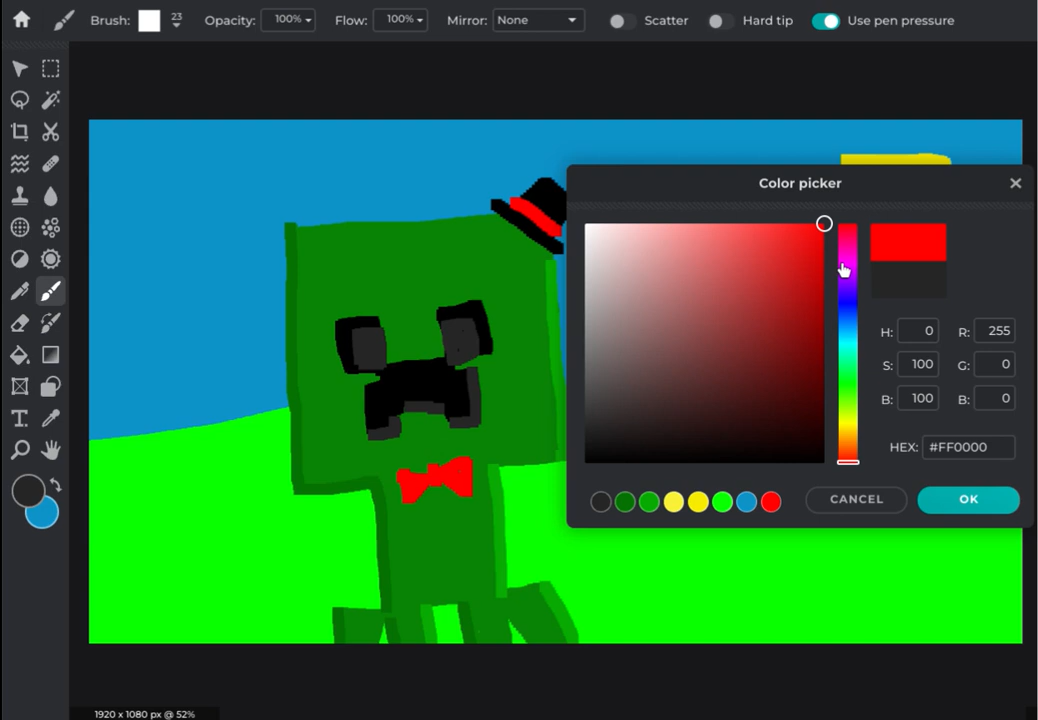 Brush: 23 Opacity: 100% Flow: 100% Mirror: None Scatter Hard tip Use pen pressure
Color picker
H: 0 R: 255
S: 100 G: 0
B: 100 B: 0
HEX: #FF0000
CANCEL OK
1920 x 1080 px @ 52%